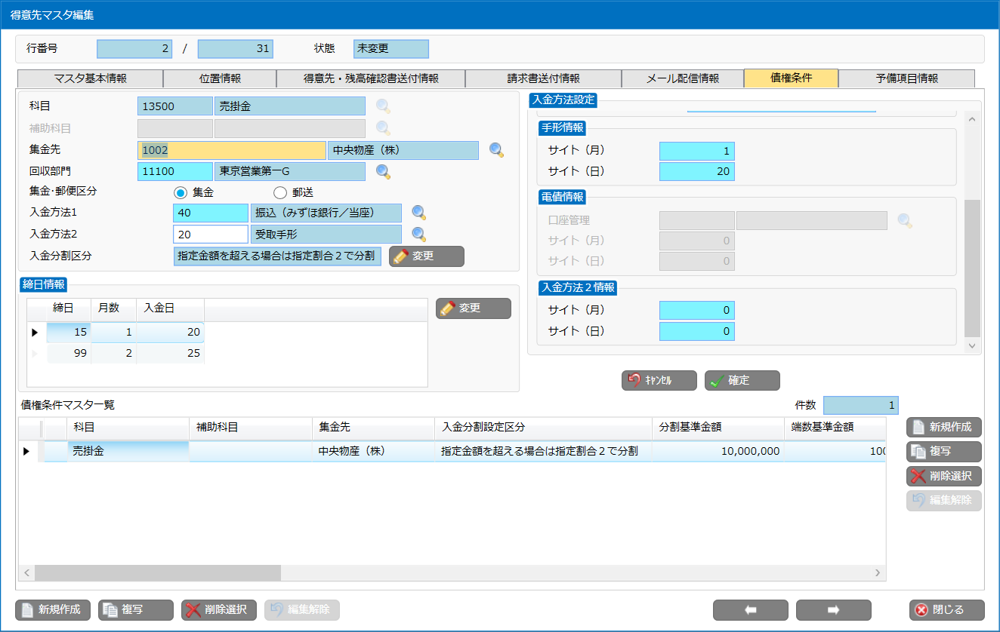 得意先マスタ編集
行番号 2 / 31 状態 未変更
マスタ基本情報 位置情報 得意先・残高確認書送付情報 請求書送付情報 メール配信情報 債権条件 予備項目情報
科目 13500 売掛金
補助科目
集金先 1002 中央物産（株）
回収部門 11100 東京営業第一G
集金･郵便区分 集金 郵送
入金方法1 40 振込（みずほ銀行／当座）
入金方法2 20 受取手形
入金分割区分 指定金額を超える場合は指定割合２で分割 変更
締日情報
締日 月数 入金日
15 1 20
99 2 25
変更
入金方法設定
手形情報
サイト（月） 1
サイト（日） 20
電債情報
口座管理
サイト（月） 0
サイト（日） 0
入金方法２情報
サイト（月） 0
サイト（日） 0
ｷｬﾝｾﾙ 確定
債権条件マスタ一覧 件数 1
科目 補助科目 集金先 入金分割設定区分 分割基準金額 端数基準金額
売掛金 中央物産（株） 指定金額を超える場合は指定割合２で分割 10,000,000 100
新規作成
複写
削除選択
編集解除
新規作成 複写 削除選択 編集解除 閉じる